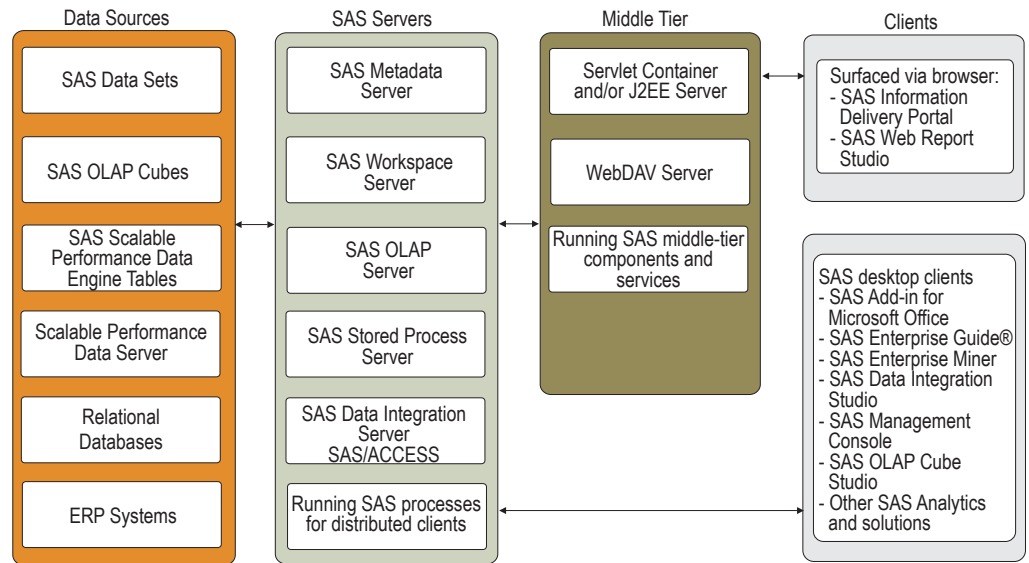 Data Sources
SAS Data Sets
SAS OLAP Cubes
SAS Scalable
Performance Data
Engine Tables
Scalable Performance
Data Server
Relational
Databases
ERP Systems
SAS Servers
SAS Metadata
Server
SAS Workspace
Server
SAS OLAP
Server
SAS Stored Process
Server
SAS Data Integration
Server
SAS/ACCESS
Running SAS processes
for distributed clients
Middle Tier
Servlet Container
and/or J2EE Server
WebDAV Server
Running SAS middle-tier
components and
services
Clients
Surfaced via browser:
- SAS Information
Delivery Portal
- SAS Web Report
Studio
SAS desktop clients
- SAS Add-in for
Microsoft Office
- SAS Enterprise Guide®
- SAS Enterprise Miner
- SAS Data Integration
Studio
- SAS Management
Console
- SAS OLAP Cube
Studio
- Other SAS Analytics
and solutions